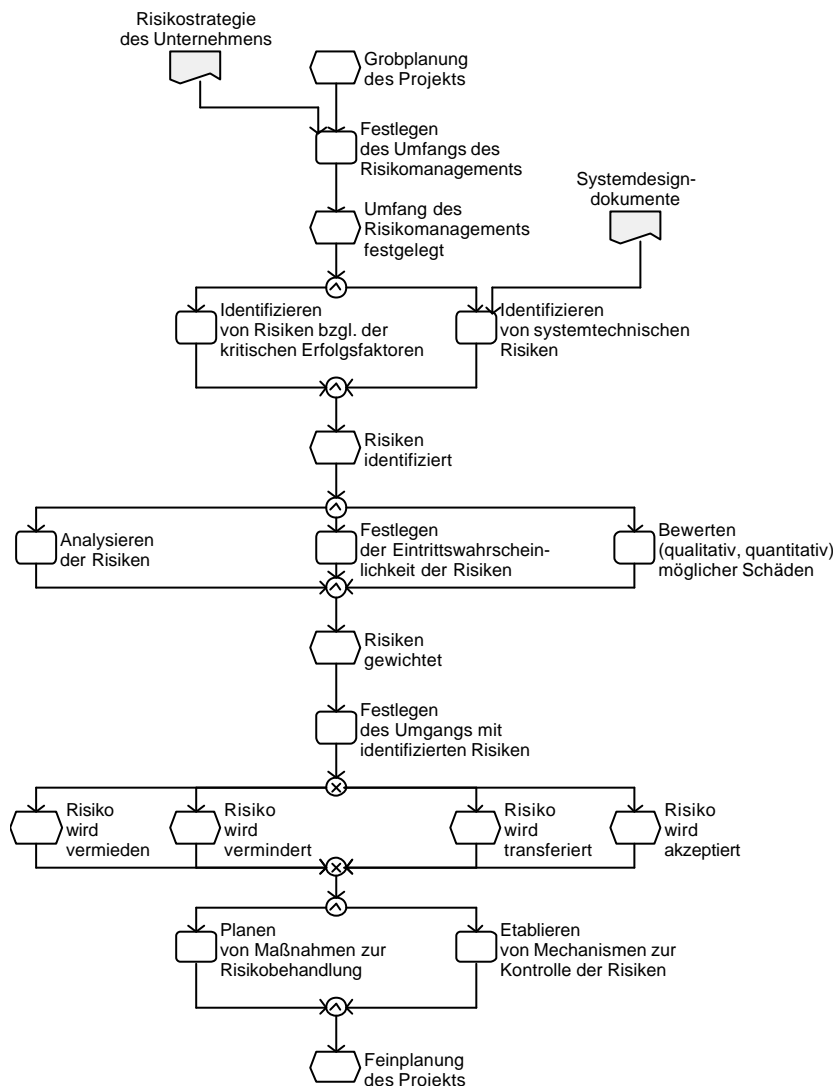 Risikostrategie
des Unternehmens
Grobplanung
des Projekts
Festlegen
des Umfangs des
Risikomanagements
Systemdesign-
dokumente
Umfang des
Risikomanagements
festgelegt
Identifizieren
von Risiken bzgl. der
kritischen Erfolgsfaktoren
Identifizieren
von systemtechnischen
Risiken
Risiken
identifiziert
Analysieren
der Risiken
Festlegen
der Eintrittswahrschein-
lichkeit der Risiken
Bewerten
(qualitativ, quantitativ)
möglicher Schäden
Risiken
gewichtet
Festlegen
des Umgangs mit
identifizierten Risiken
Risiko
wird
vermieden
Risiko
wird
vermindert
Risiko
wird
transferiert
Risiko
wird
akzeptiert
Planen
von Maßnahmen zur
Risikobehandlung
Etablieren
von Mechanismen zur
Kontrolle der Risiken
Feinplanung
des Projekts